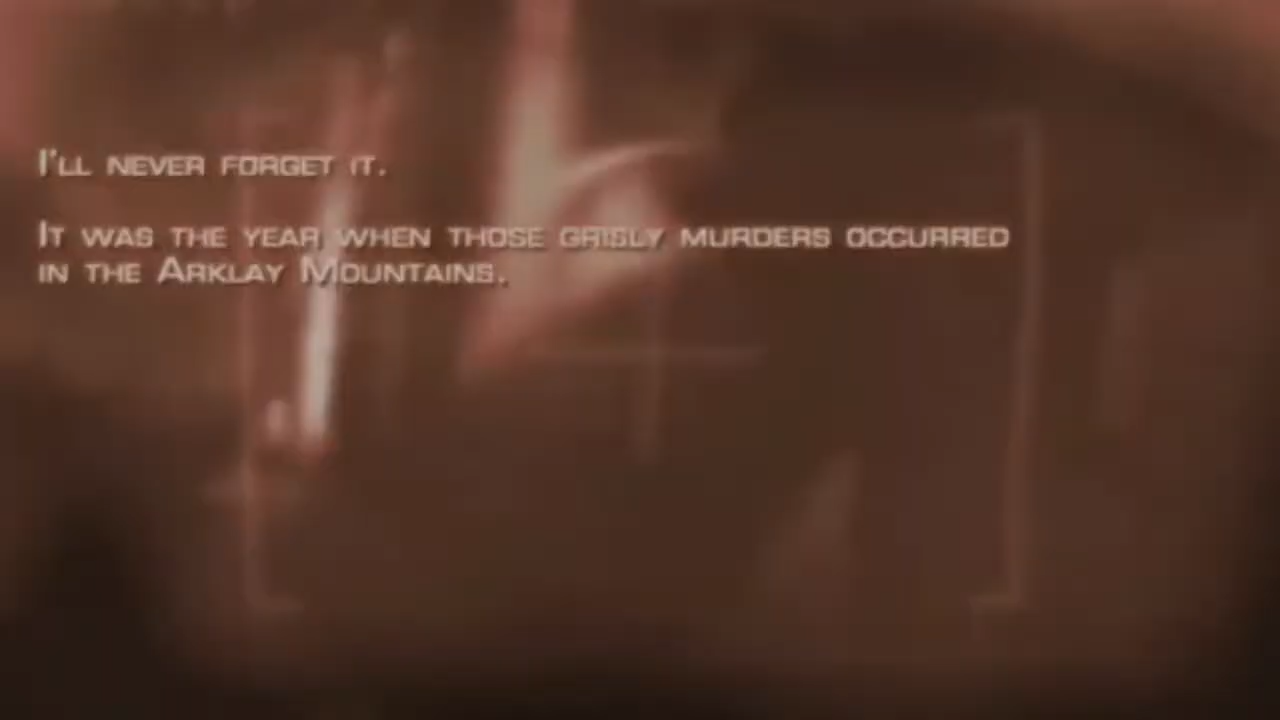 I'll never forget it.
It was the year when those grisly murders occurred
in the Arklay Mountains.